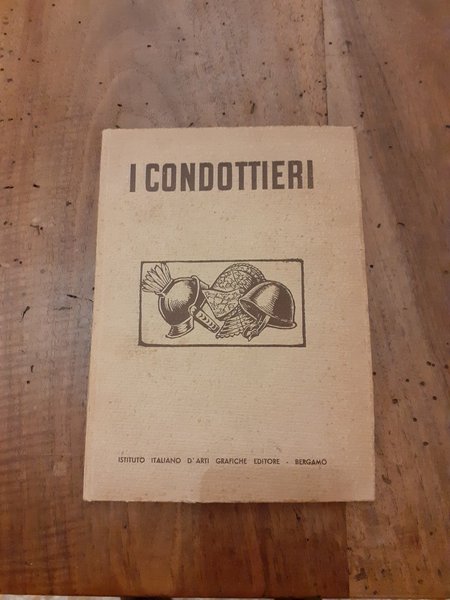 I CONDOTTIERI
ISTITUTO ITALIANO D'ARTI GRAFICHE EDITORE - BERGAMO